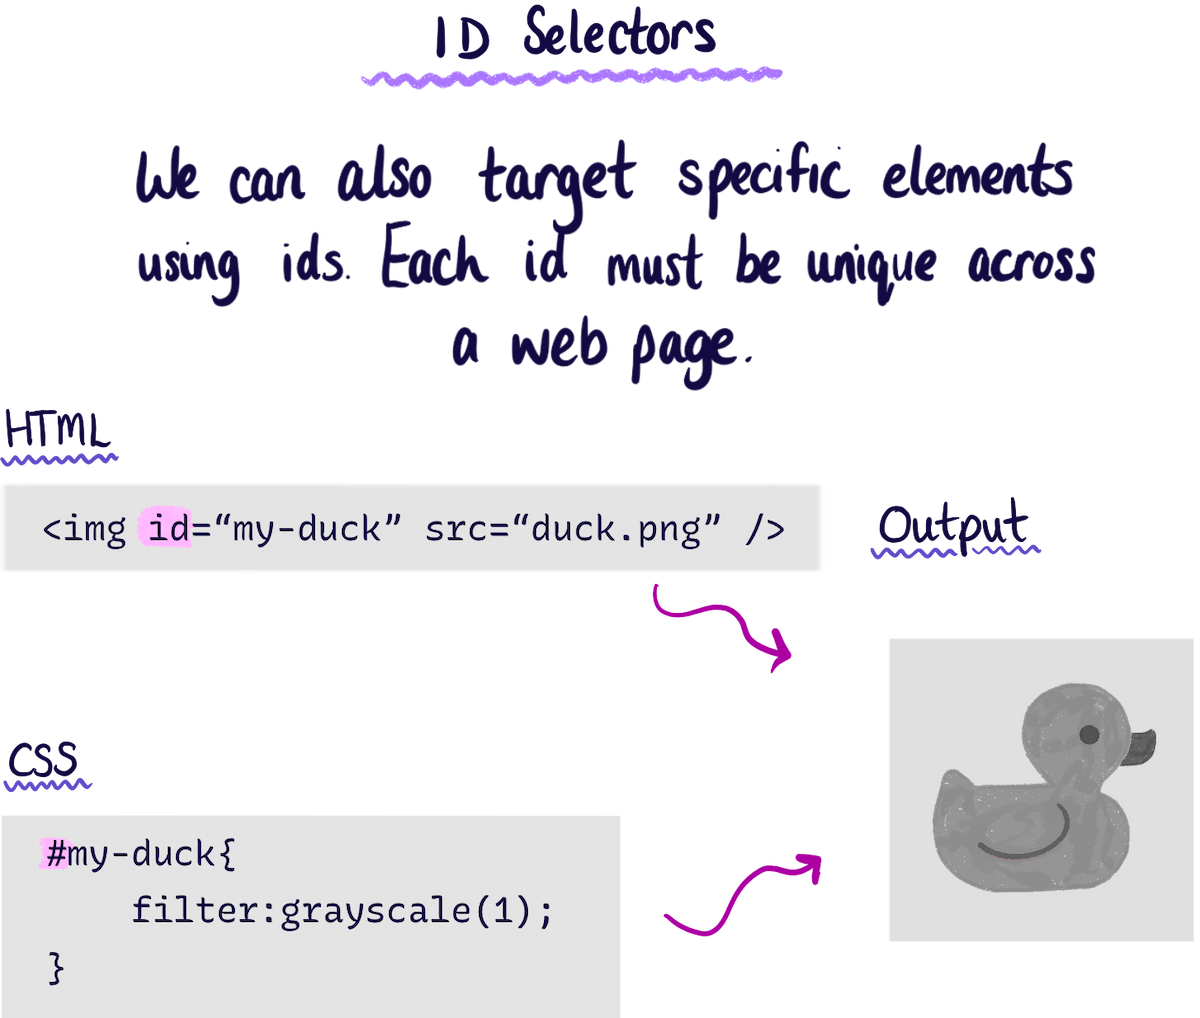 ID Selectors
We can also target specific elements
using ids. Each id must be unique across
a web page.
HTML
<img id=“my-duck” src=“duck.png” />
Output
CSS
#my-duck{
filter:grayscale(1);
}